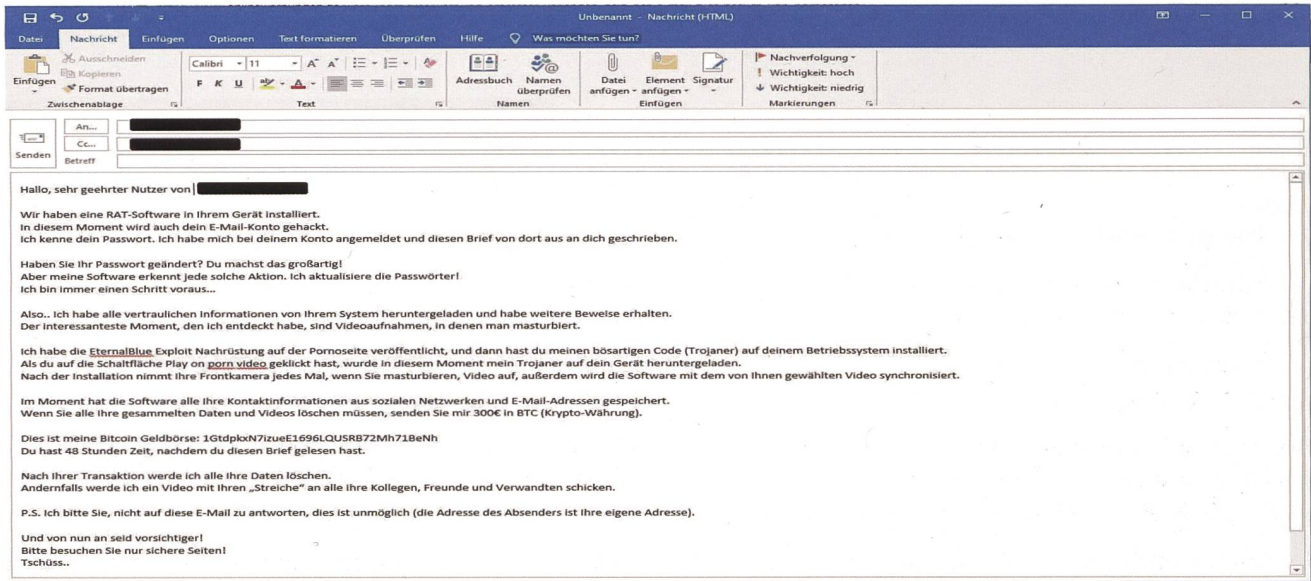 Unbenannt - Nachricht (HTML)
Datei Nachricht Einfügen Optionen Text formatieren Überprüfen Hilfe Was möchten Sie tun?
Einfügen
Ausschneiden
Kopieren
Format übertragen
Zwischenablage
Calibri 11
F K U
Text
Adressbuch Namen überprüfen
Namen
Datei anfügen Element anfügen Signatur
Einfügen
Nachverfolgung
Wichtigkeit: hoch
Wichtigkeit: niedrig
Markierungen
Senden
An...
Cc...
Betreff
Hallo, sehr geehrter Nutzer von
Wir haben eine RAT-Software in Ihrem Gerät installiert.
In diesem Moment wird auch dein E-Mail-Konto gehackt.
Ich kenne dein Passwort. Ich habe mich bei deinem Konto angemeldet und diesen Brief von dort aus an dich geschrieben.
Haben Sie Ihr Passwort geändert? Du machst das großartig!
Aber meine Software erkennt jede solche Aktion. Ich aktualisiere die Passwörter!
Ich bin immer einen Schritt voraus...
Also.. Ich habe alle vertraulichen Informationen von Ihrem System heruntergeladen und habe weitere Beweise erhalten.
Der interessanteste Moment, den ich entdeckt habe, sind Videoaufnahmen, in denen man masturbiert.
Ich habe die EternalBlue Exploit Nachrüstung auf der Pornoseite veröffentlicht, und dann hast du meinen bösartigen Code (Trojaner) auf deinem Betriebssystem installiert.
Als du auf die Schaltfläche Play on porn video geklickt hast, wurde in diesem Moment mein Trojaner auf dein Gerät heruntergeladen.
Nach der Installation nimmt Ihre Frontkamera jedes Mal, wenn Sie masturbieren, Video auf, außerdem wird die Software mit dem von Ihnen gewählten Video synchronisiert.
Im Moment hat die Software alle Ihre Kontaktinformationen aus sozialen Netzwerken und E-Mail-Adressen gespeichert.
Wenn Sie alle Ihre gesammelten Daten und Videos löschen müssen, senden Sie mir 300€ in BTC (Krypto-Währung).
Dies ist meine Bitcoin Geldbörse: 1GtdpkxN7izueE1696LQUSRB72Mh71BeNh
Du hast 48 Stunden Zeit, nachdem du diesen Brief gelesen hast.
Nach Ihrer Transaktion werde ich alle Ihre Daten löschen.
Andernfalls werde ich ein Video mit Ihren „Streiche“ an alle Ihre Kollegen, Freunde und Verwandten schicken.
P.S. Ich bitte Sie, nicht auf diese E-Mail zu antworten, dies ist unmöglich (die Adresse des Absenders ist Ihre eigene Adresse).
Und von nun an seid vorsichtiger!
Bitte besuchen Sie nur sichere Seiten!
Tschüss..